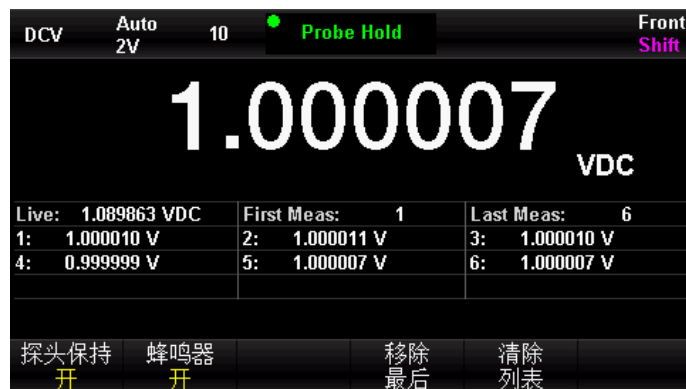 DCV Auto 10 Probe Hold Front
2V Shift
1.000007
VDC
Live: 1.089863 VDC First Meas: 1 Last Meas: 6
1: 1.000010 V 2: 1.000011 V 3: 1.000010 V
4: 0.999999 V 5: 1.000007 V 6: 1.000007 V
探头保持 蜂鸣器 移除 清除
开 开 最后 列表